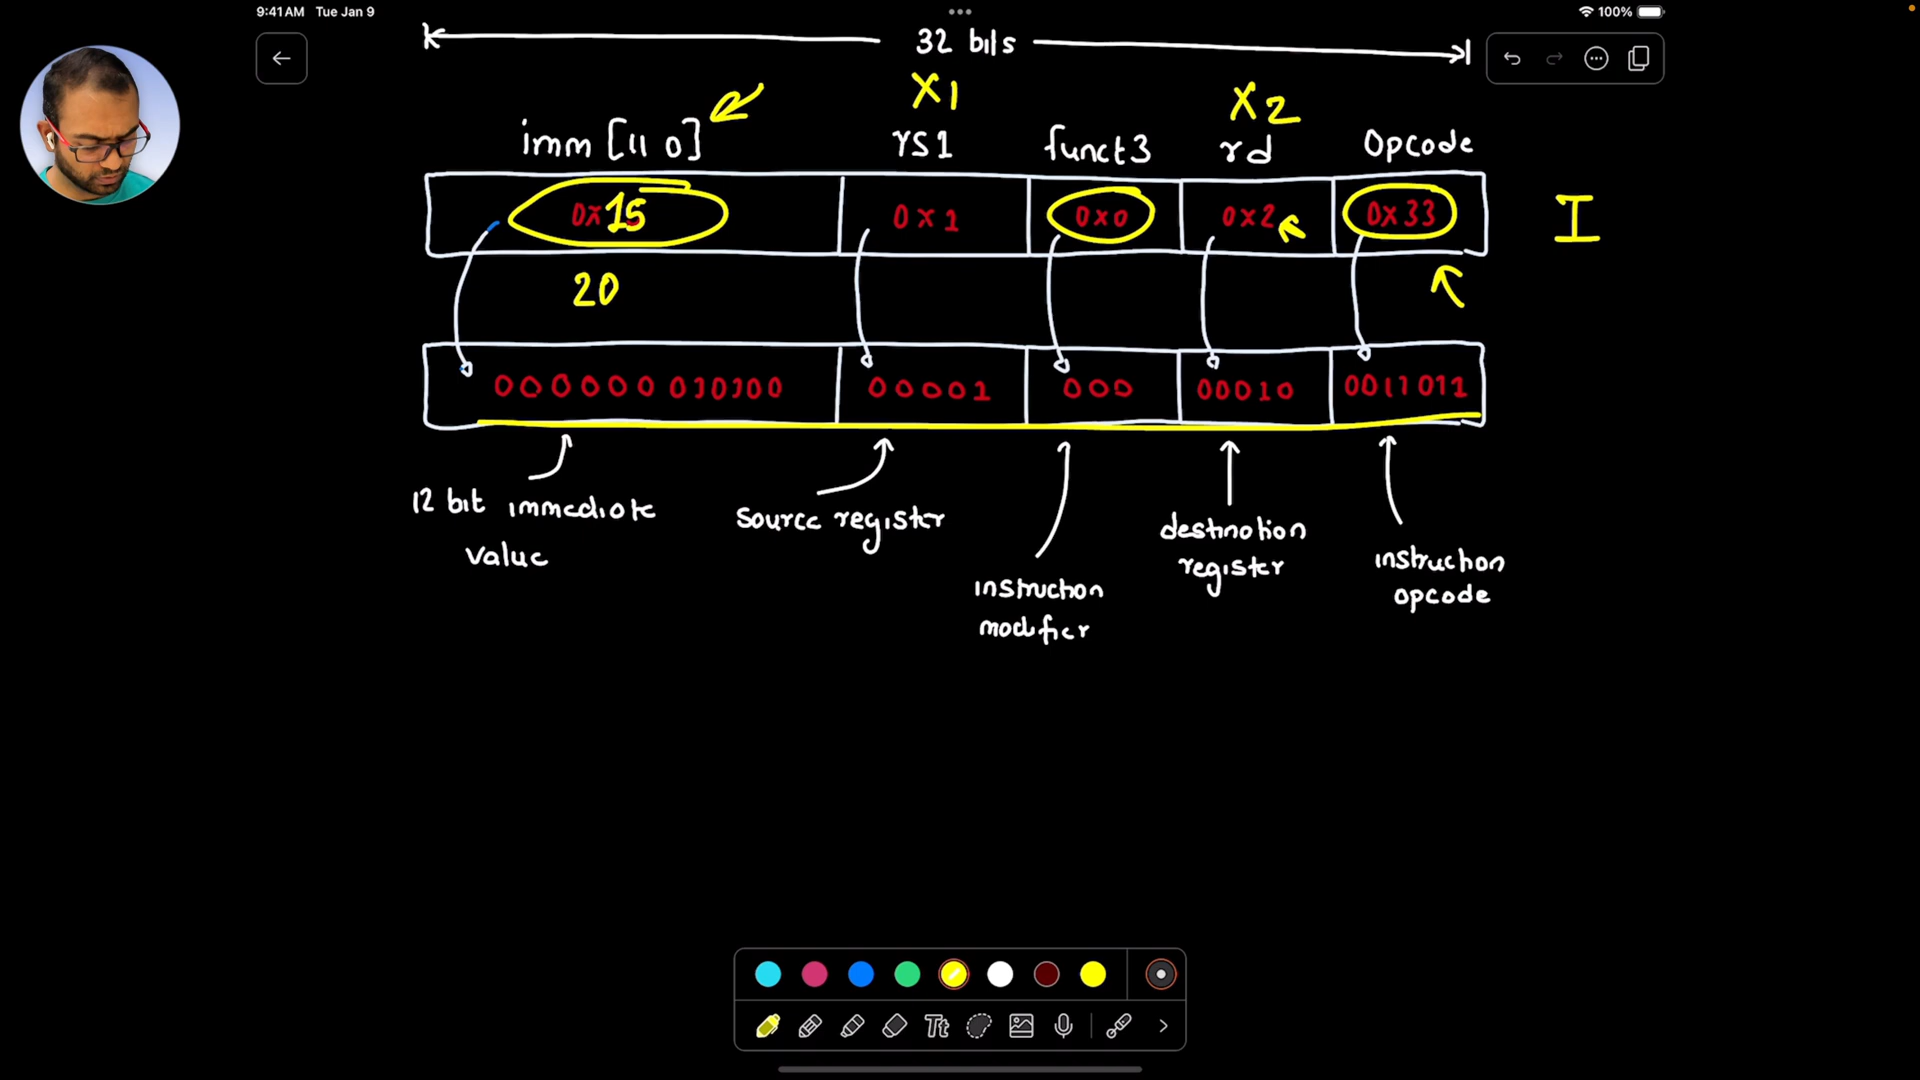 9:41 AM Tue Jan 9
100%
32 bits
X1
X2
imm [11 0]
rs1
funct3
rd
Opcode
0x15
0x1
0x0
0x2
0x33
I
20
000000 010100
00001
000
00010
0011011
12 bit immediate
value
source register
instruction
modifier
destination
register
instruction
opcode
Tt